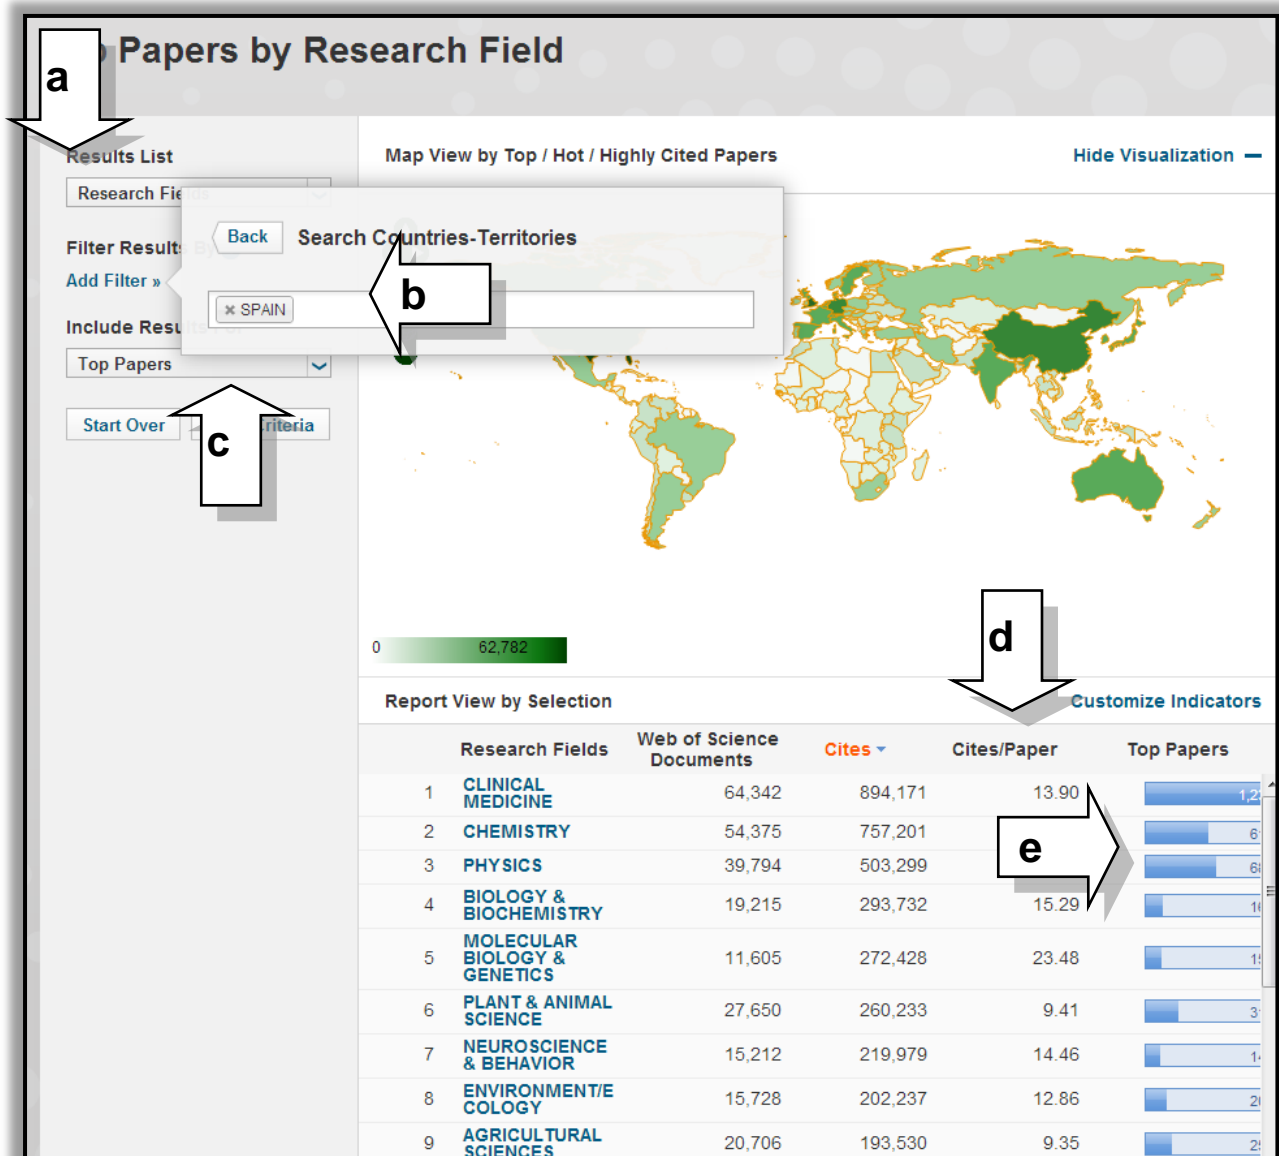 Papers by Research Field
a
Results List
Research Fields
Map View by Top / Hot / Highly Cited Papers
Hide Visualization
Back
Search Countries-Territories
Filter Results
Add Filter »
SPAIN
b
Include Results
Top Papers
Start Over
c
0
62,782
d
Report View by Selection
Customize Indicators
Research Fields
Web of Science
Documents
Cites
Cites/Paper
Top Papers
1
CLINICAL
MEDICINE
64,342
894,171
13.90
2
CHEMISTRY
54,375
757,201
e
3
PHYSICS
39,794
503,299
4
BIOLOGY &
BIOCHEMISTRY
19,215
293,732
15.29
5
MOLECULAR
BIOLOGY &
GENETICS
11,605
272,428
23.48
6
PLANT & ANIMAL
SCIENCE
27,650
260,233
9.41
7
NEUROSCIENCE
& BEHAVIOR
15,212
219,979
14.46
8
ENVIRONMENT/E
COLOGY
15,728
202,237
12.86
9
AGRICULTURAL
SCIENCES
20,706
193,530
9.35